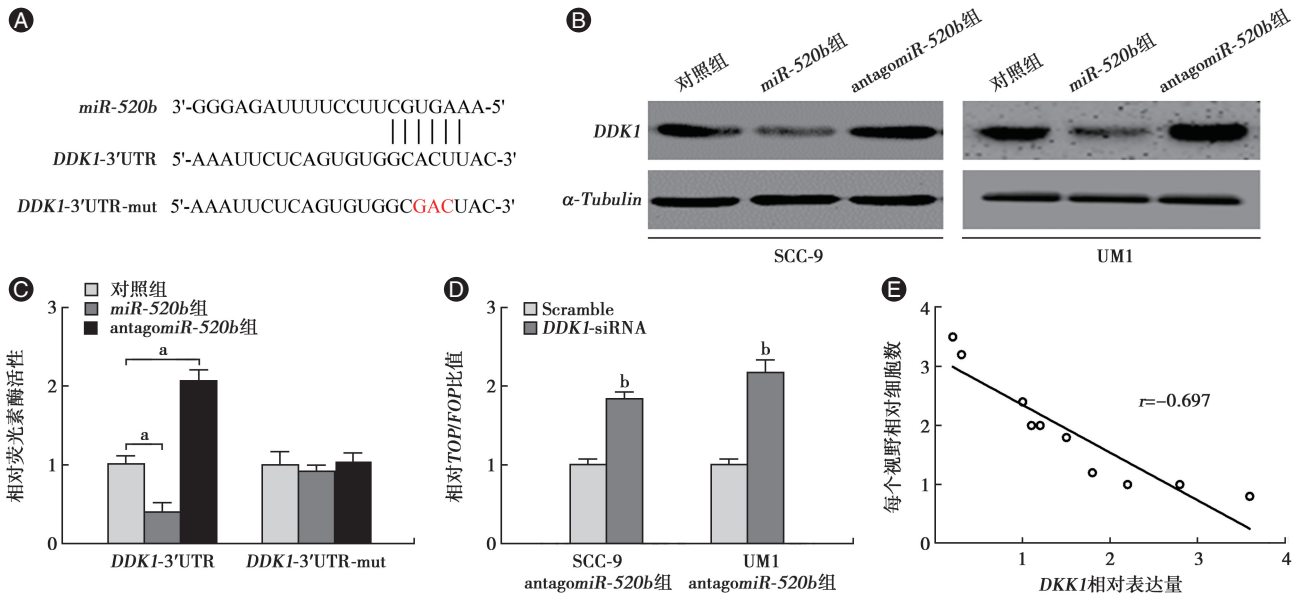 A
miR-520b 3'-GGGAGAUUUUCCUUCGUGAAA-5'
DDK1-3'UTR 5'-AAAUUCUCAGUGUGGCACUUAC-3'
DDK1-3'UTR-mut 5'-AAAUUCUCAGUGUGGCGACUAC-3'
B
对照组 miR-520b组 antagomiR-520b组 对照组 miR-520b组 antagomiR-520b组
DDK1
α-Tubulin
SCC-9 UM1
C
对照组
miR-520b组
antagomiR-520b组
相对荧光素酶活性
3
2
1
0
a
a
DDK1-3'UTR DDK1-3'UTR-mut
D
Scramble
DDK1-siRNA
相对TOP/FOP比值
3
2
1
0
b
b
SCC-9 UM1
antagomiR-520b组 antagomiR-520b组
E
每个视野相对细胞数
4
3
2
1
0
r=-0.697
1 2 3 4
DKK1相对表达量